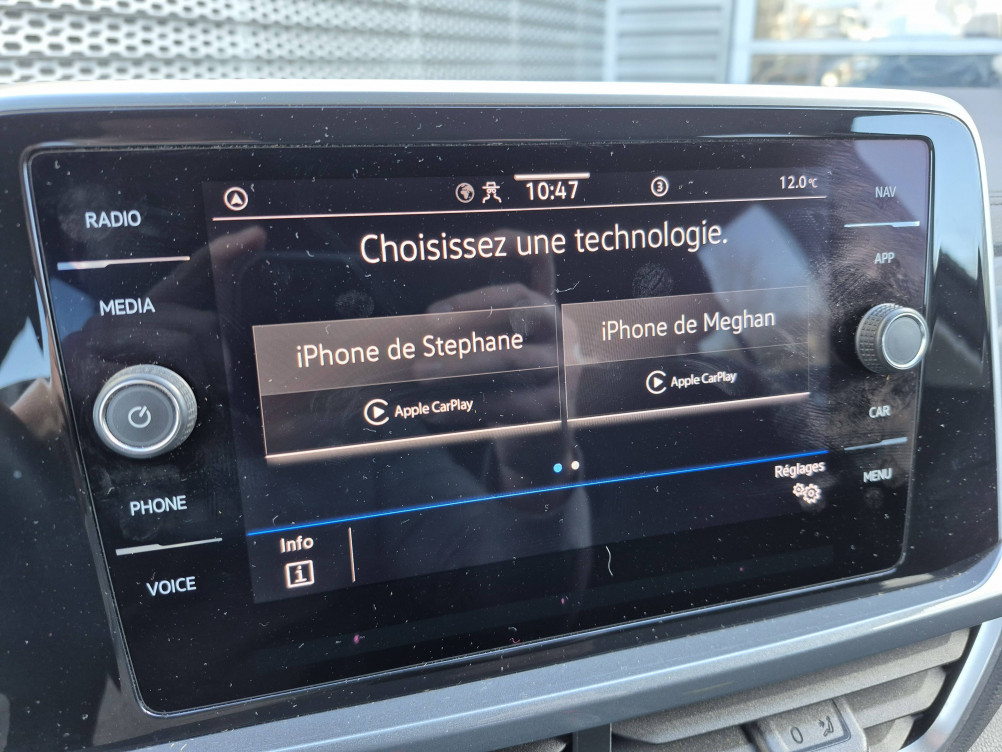 10:47
3
12.0°C
RADIO
MEDIA
PHONE
VOICE
Choisissez une technologie.
iPhone de Stephane
Apple CarPlay
iPhone de Meghan
Apple CarPlay
Réglages
Info
i
NAV
APP
CAR
MENU
0